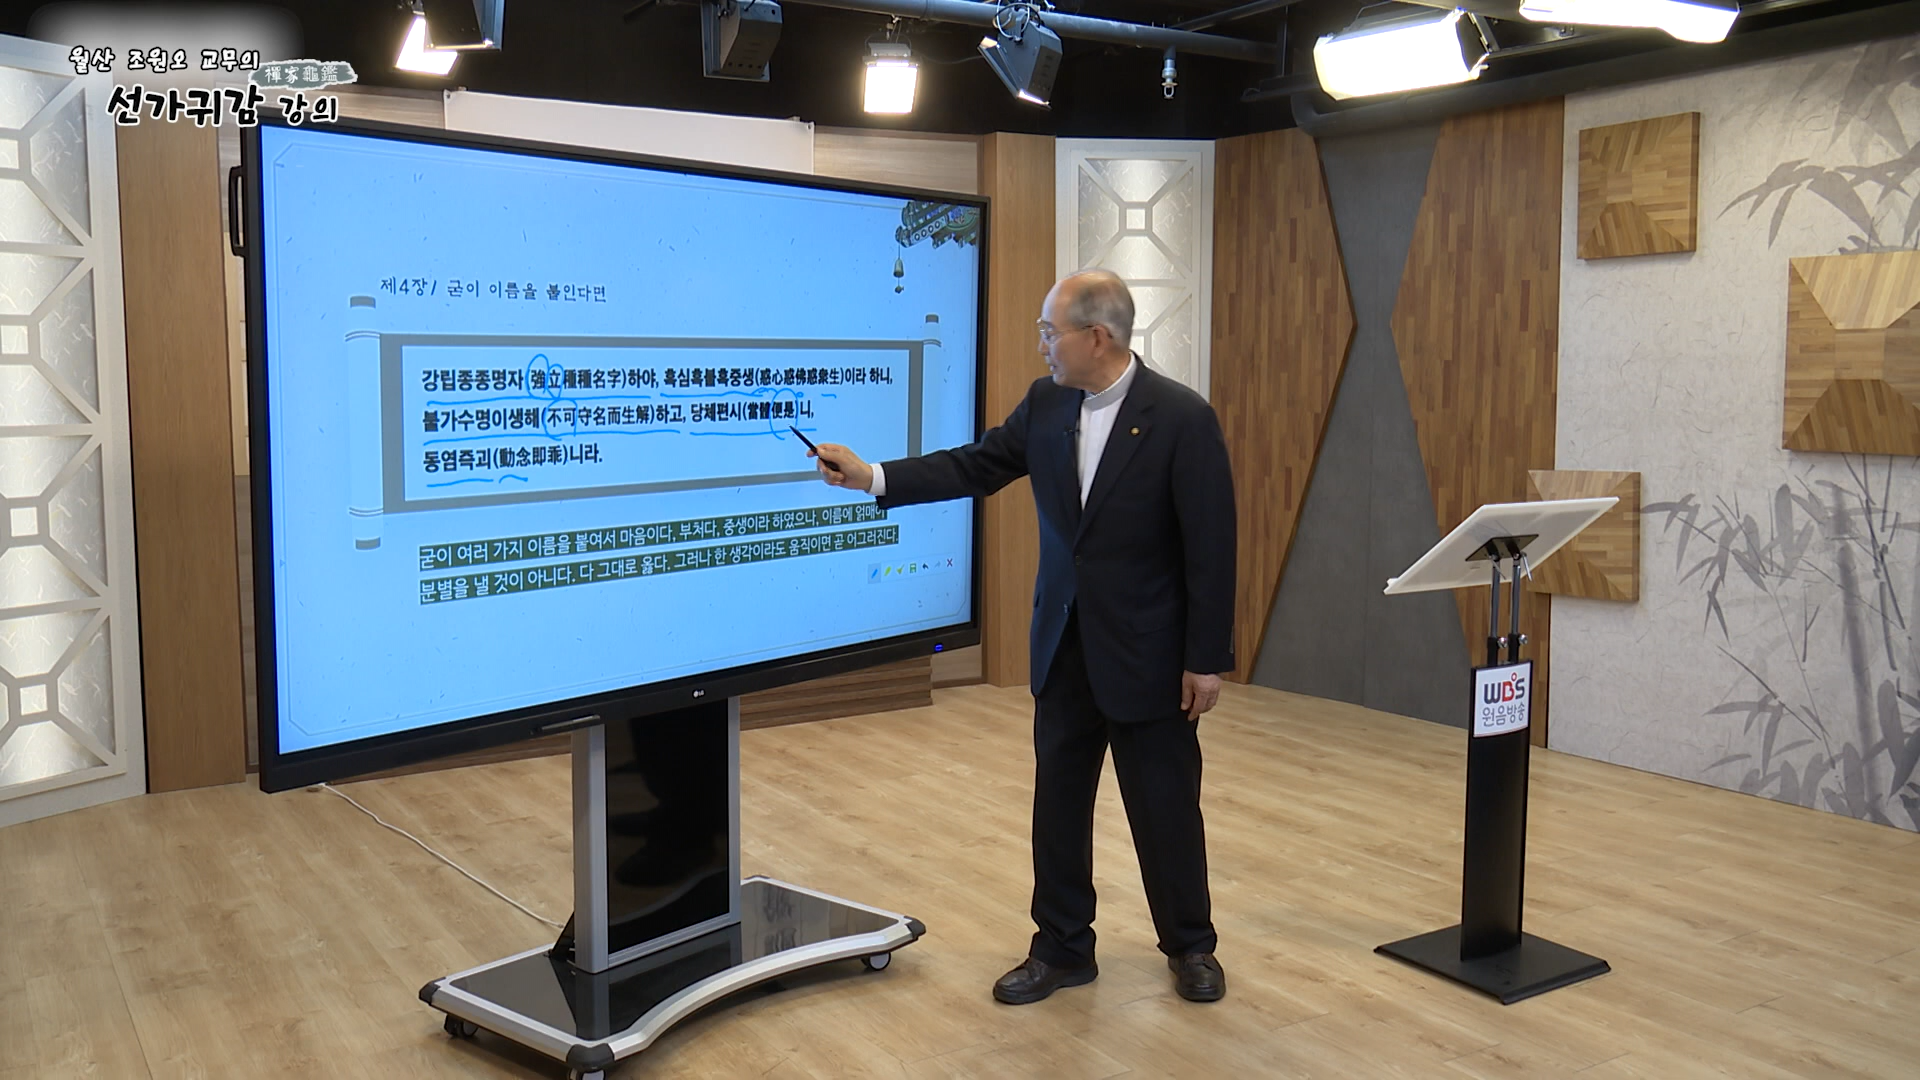 월산 조원오 교무의
禪家龜鑑
선가귀감 강의
제4장/ 굳이 이름을 붙인다면
강립종종명자(強立種種名字)하야, 혹심혹불혹중생(惑心惑佛惑衆生)이라 하니,
불가수명이생해(不可守名而生解)하고, 당체편시(當體便是)니,
동염즉괴(動念即乖)니라.
굳이 여러 가지 이름을 붙여서 마음이다, 부처다, 중생이라 하였으나, 이름에 얽매여
분별을 낼 것이 아니다. 다 그대로 옳다. 그러나 한 생각이라도 움직이면 곧 어그러진다.
LG
WBS
원음방송